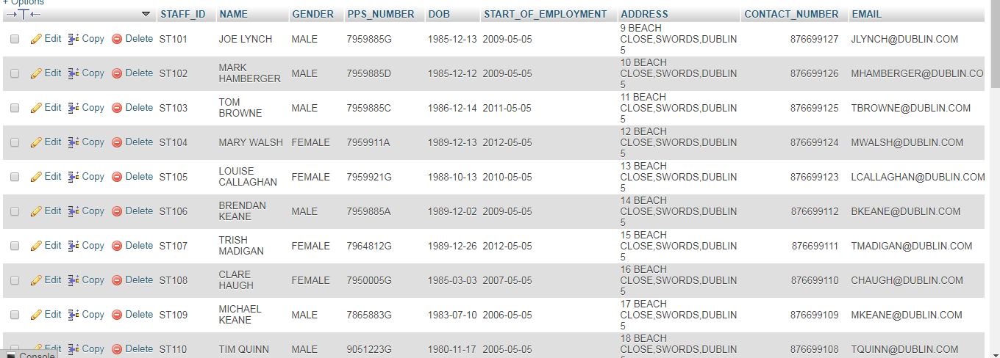 + Options
STAFF_ID NAME GENDER PPS_NUMBER DOB START_OF_EMPLOYMENT ADDRESS CONTACT_NUMBER EMAIL
Edit Copy Delete ST101 JOE LYNCH MALE 7959885G 1985-12-13 2009-05-05 9 BEACH 876699127 JLYNCH@DUBLIN.COM
CLOSE,SWORDS,DUBLIN
5
Edit Copy Delete ST102 MARK MALE 7959885D 1985-12-12 2009-05-05 10 BEACH 876699126 MHAMBERGER@DUBLIN.CO
HAMBERGER CLOSE,SWORDS,DUBLIN
5
Edit Copy Delete ST103 TOM MALE 7959885C 1986-12-14 2011-05-05 11 BEACH 876699125 TBROWNE@DUBLIN.COM
BROWNE CLOSE,SWORDS,DUBLIN
5
Edit Copy Delete ST104 MARY WALSH FEMALE 7959911A 1989-12-13 2012-05-05 12 BEACH 876699124 MWALSH@DUBLIN.COM
CLOSE,SWORDS,DUBLIN
5
Edit Copy Delete ST105 LOUISE FEMALE 7959921G 1988-10-13 2010-05-05 13 BEACH 876699123 LCALLAGHAN@DUBLIN.COM
CALLAGHAN CLOSE,SWORDS,DUBLIN
5
Edit Copy Delete ST106 BRENDAN MALE 7959885A 1989-12-02 2009-05-05 14 BEACH 876699112 BKEANE@DUBLIN.COM
KEANE CLOSE,SWORDS,DUBLIN
5
Edit Copy Delete ST107 TRISH FEMALE 7964812G 1989-12-26 2012-05-05 15 BEACH 876699111 TMADIGAN@DUBLIN.COM
MADIGAN CLOSE,SWORDS,DUBLIN
5
Edit Copy Delete ST108 CLARE FEMALE 7950005G 1985-03-03 2007-05-05 16 BEACH 876699110 CHAUGH@DUBLIN.COM
HAUGH CLOSE,SWORDS,DUBLIN
5
Edit Copy Delete ST109 MICHAEL MALE 7865883G 1983-07-10 2006-05-05 17 BEACH 876699109 MKEANE@DUBLIN.COM
KEANE CLOSE,SWORDS,DUBLIN
5
Edit Copy Delete ST110 TIM QUINN MALE 9051223G 1980-11-17 2005-05-05 18 BEACH 876699108 TQUINN@DUBLIN.COM
CLOSE,SWORDS,DUBLIN
Console